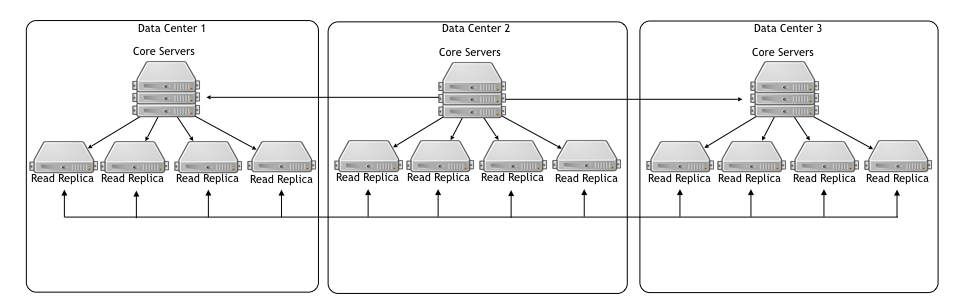 Data Center 1
Data Center 2
Data Center 3
Core Servers
Core Servers
Core Servers
Read Replica Read Replica Read Replica Read Replica
Read Replica Read Replica Read Replica Read Replica
Read Replica Read Replica Read Replica Read Replica